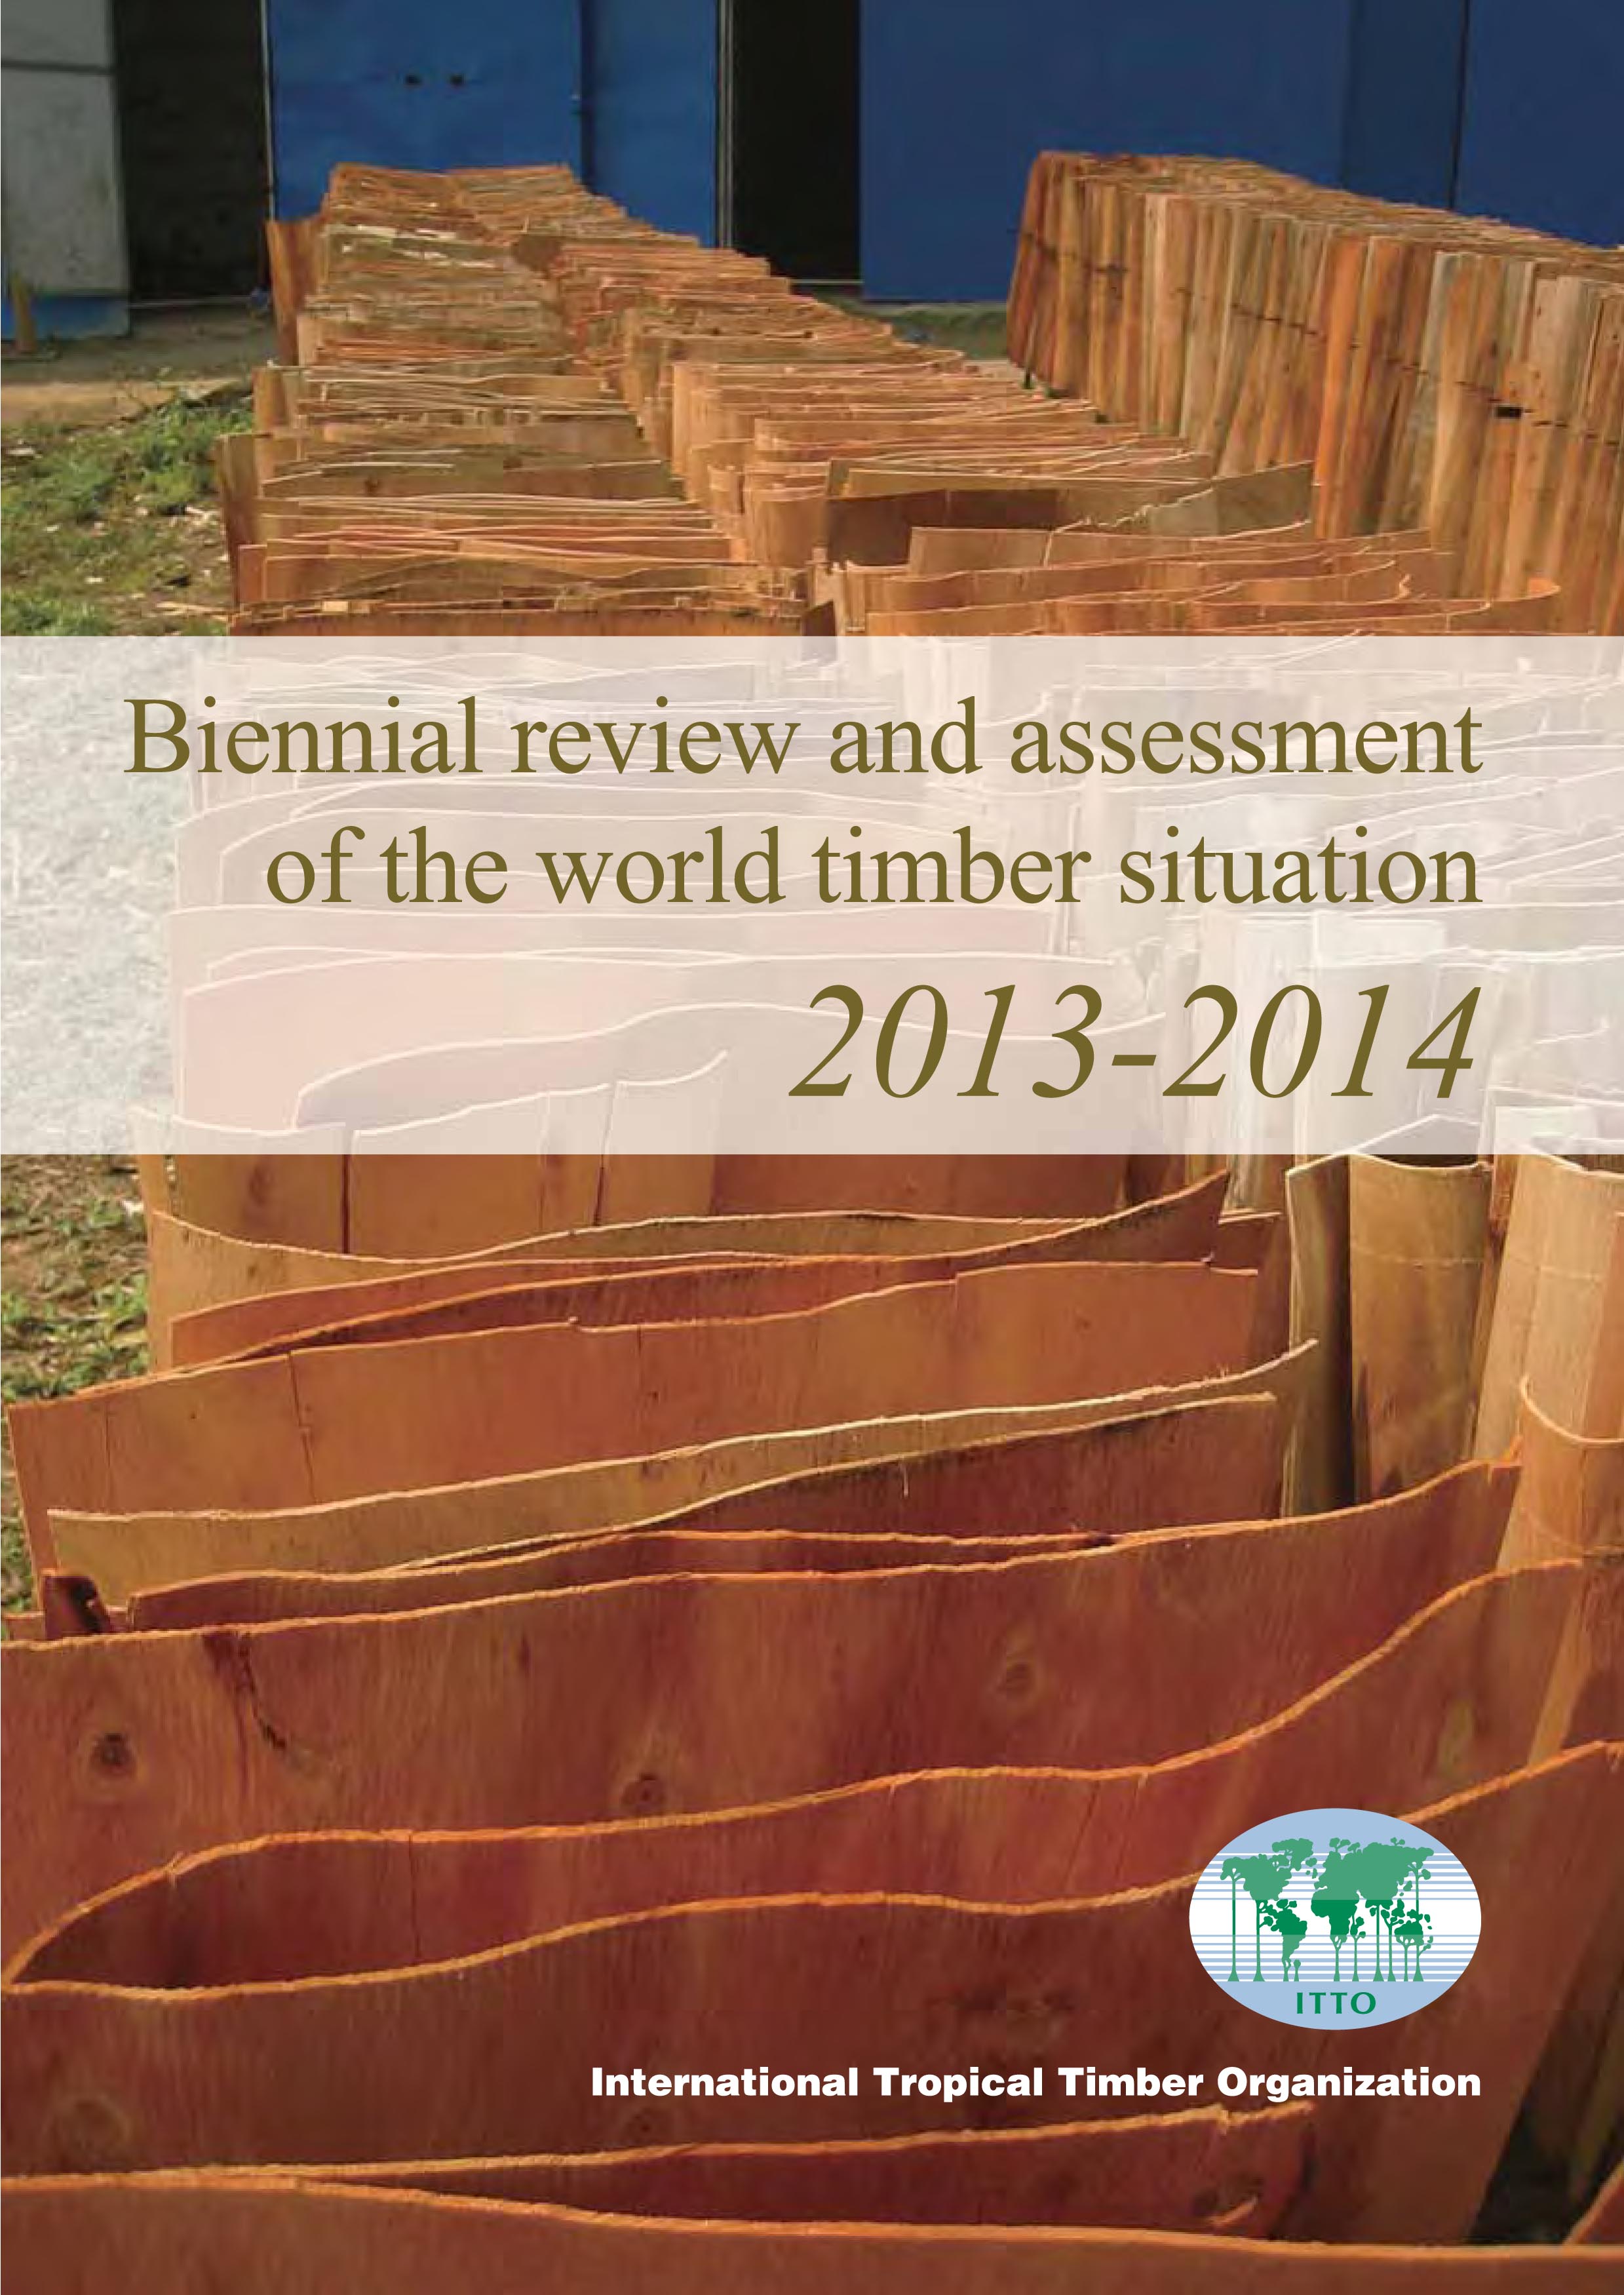 Biennial review and assessment
of the world timber situation
2013-2014
ITTO
International Tropical Timber Organization